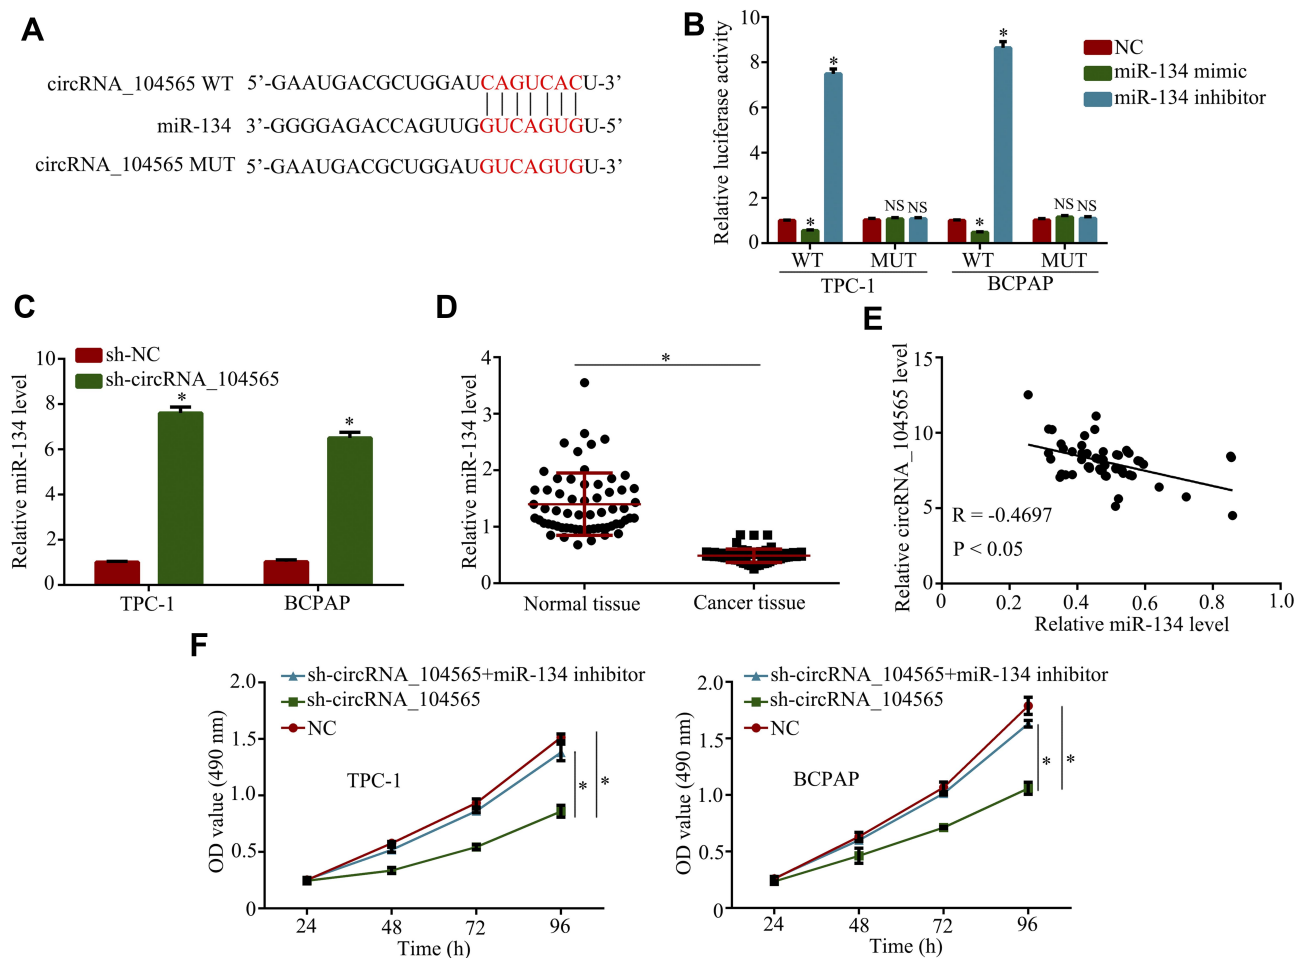 A
circRNA_104565 WT 5’-GAAUGACGCUGGAUCAGUCACU-3’
miR-134 3’-GGGGAGACCAGUUGGUCAGUGU-5’
circRNA_104565 MUT 5’-GAAUGACGCUGGAUGUCAGUGU-3’
B
Relative luciferase activity
10
8
6
4
2
0
* * * *
NS NS NS NS
WT MUT WT MUT
TPC-1 BCPAP
NC
miR-134 mimic
miR-134 inhibitor
C
Relative miR-134 level
10
8
6
4
2
0
sh-NC
sh-circRNA_104565
* *
TPC-1 BCPAP
D
Relative miR-134 level
4
3
2
1
0
*
Normal tissue Cancer tissue
E
Relative circRNA_104565 level
15
10
5
0
R = -0.4697
P < 0.05
0 0.2 0.4 0.6 0.8 1.0
Relative miR-134 level
F
sh-circRNA_104565+miR-134 inhibitor
sh-circRNA_104565
NC
OD value (490 nm)
2.0
1.5
1.0
0.5
0
TPC-1
* *
24 48 72 96
Time (h)
sh-circRNA_104565+miR-134 inhibitor
sh-circRNA_104565
NC
OD value (490 nm)
2.0
1.5
1.0
0.5
0
BCPAP
* *
24 48 72 96
Time (h)